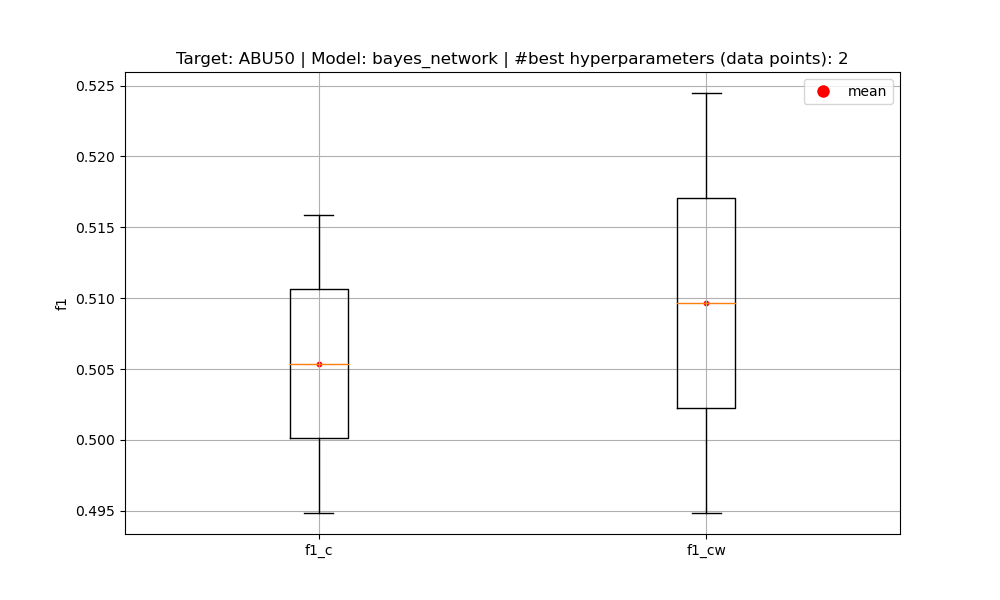 Target: ABU50 | Model: bayes_network | #best hyperparameters (data points): 2
mean
0.525
0.520
0.515
0.510
0.505
0.500
0.495
f1
f1_c
f1_cw